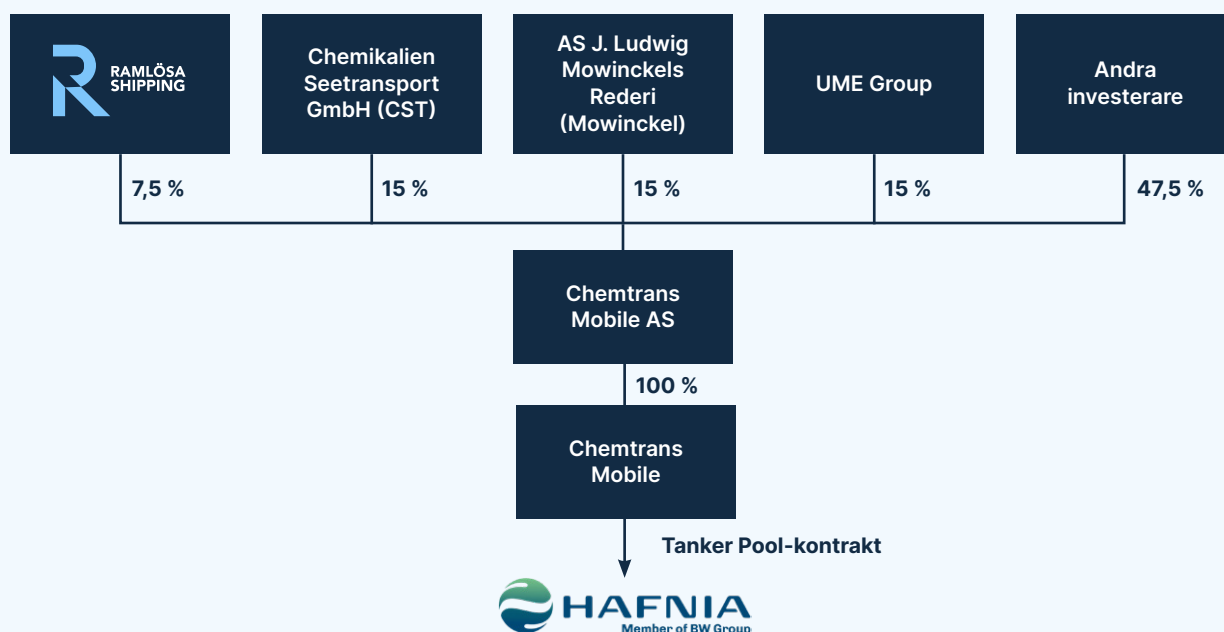 RAMLÖSA
SHIPPING
Chemikalien
Seetransport
GmbH (CST)
AS J. Ludwig
Mowinckels
Rederi
(Mowinckel)
UME Group
Andra
investerare
7,5 %
15 %
15 %
15 %
47,5 %
Chemtrans
Mobile AS
100 %
Chemtrans
Mobile
Tanker Pool-kontrakt
HAFNIA
Member of BW Group